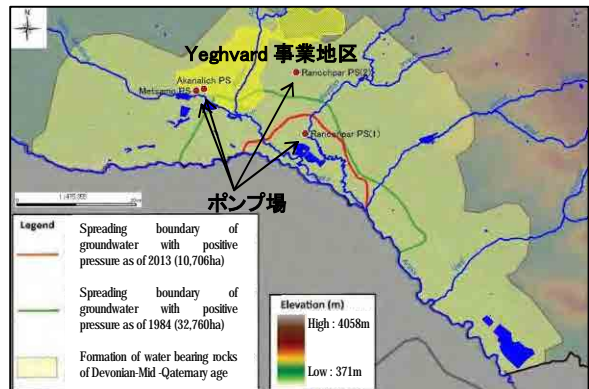 N
Yeghvard 事業地区
Ranchpar PS(2)
Akanalich PS
Metsamor PS
Ranchpar PS(1)
ポンプ場
Legend
Spreading boundary of
groundwater with positive
pressure as of 2013 (10,706ha)
Spreading boundary of
groundwater with positive
pressure as of 1984 (32,760ha)
Formation of water bearing rocks
of Devonian-Mid -Qaternary age
Elevation (m)
High : 4058m
Low : 371m